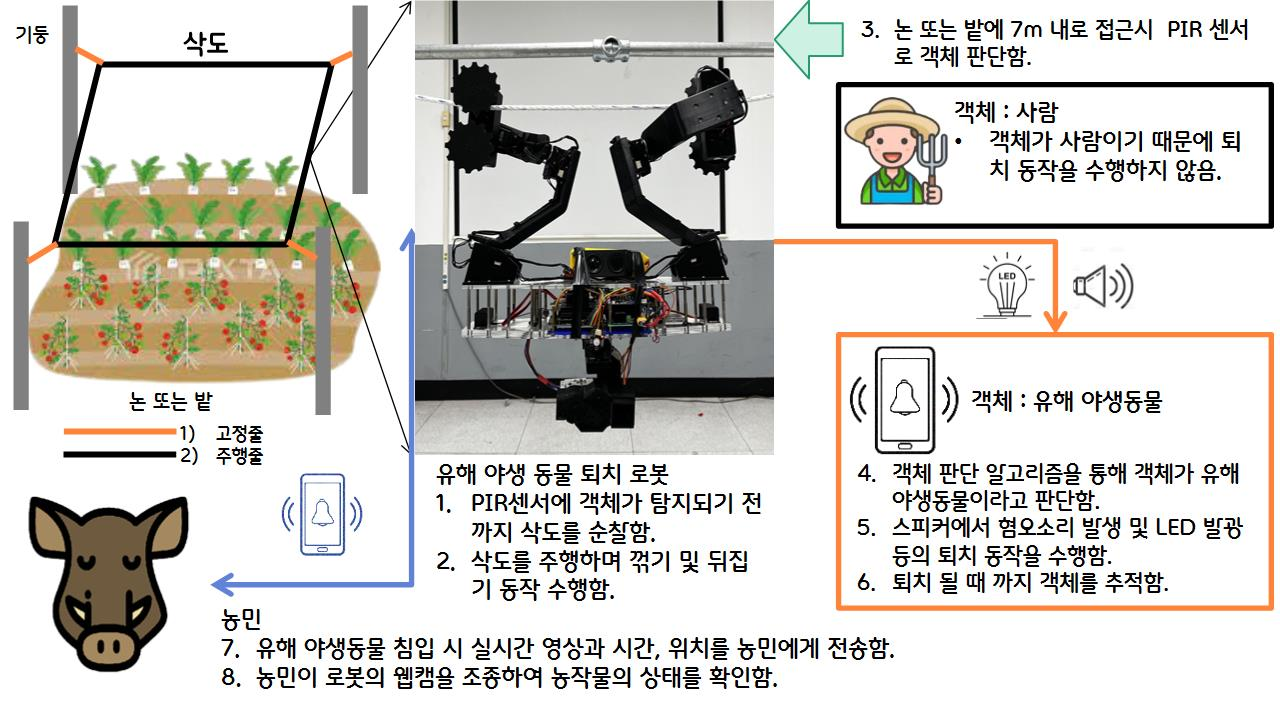 기둥
삭도
논 또는 밭
1) 고정줄
2) 주행줄
유해 야생 동물 퇴치 로봇
1. PIR센서에 객체가 탐지되기 전
까지 삭도를 순찰함.
2. 삭도를 주행하며 꺾기 및 뒤집
기 동작 수행함.
3. 논 또는 밭에 7m 내로 접근시 PIR 센서
로 객체 판단함.
객체 : 사람
• 객체가 사람이기 때문에 퇴
치 동작을 수행하지 않음.
LED
객체 : 유해 야생동물
4. 객체 판단 알고리즘을 통해 객체가 유해
야생동물이라고 판단함.
5. 스피커에서 혐오소리 발생 및 LED 발광
등의 퇴치 동작을 수행함.
6. 퇴치 될 때 까지 객체를 추적함.
농민
7. 유해 야생동물 침입 시 실시간 영상과 시간, 위치를 농민에게 전송함.
8. 농민이 로봇의 웹캠을 조종하여 농작물의 상태를 확인함.